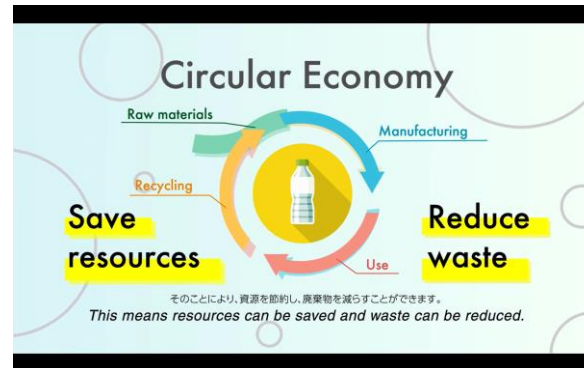 Circular Economy
Raw materials
Manufacturing
Recycling
Save
resources
Reduce
waste
Use
そのことにより、資源を節約し、廃棄物を減らすことができます。
This means resources can be saved and waste can be reduced.